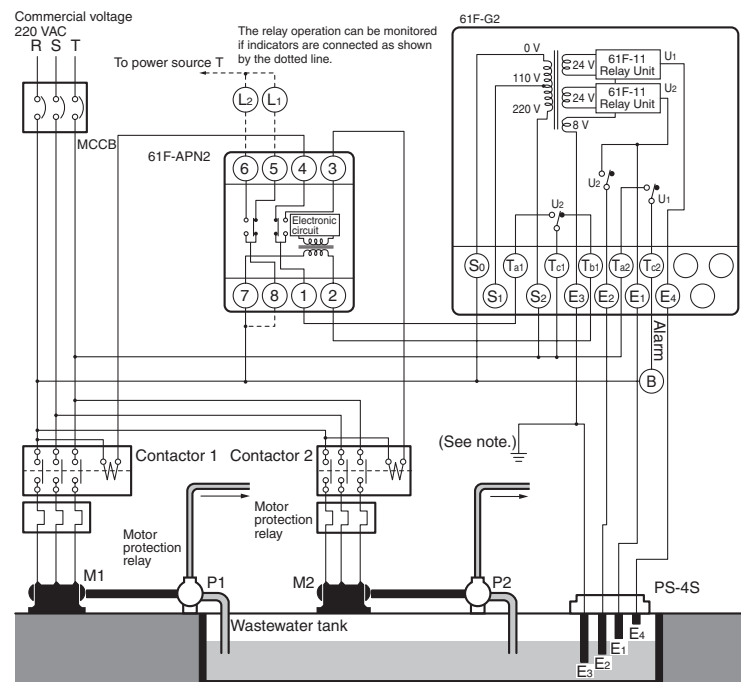 Commercial voltage
220 VAC
R S T
The relay operation can be monitored
if indicators are connected as shown
by the dotted line.
To power source T
L2 L1
MCCB
61F-APN2
6 5 4 3
Electronic
circuit
7 8 1 2
61F-G2
0 V
110 V
220 V
24 V
61F-11
Relay Unit
U1
24 V
61F-11
Relay Unit
U2
8 V
U2
U1
U2
S0 Ta1 Tc1 Tb1 Ta2 Tc2
S1 S2 E3 E2 E1 E4
Alarm
B
Contactor 1
Contactor 2
(See note.)
Motor
protection
relay
Motor
protection
relay
M1
P1
M2
P2
PS-4S
Wastewater tank
E3 E2 E1 E4